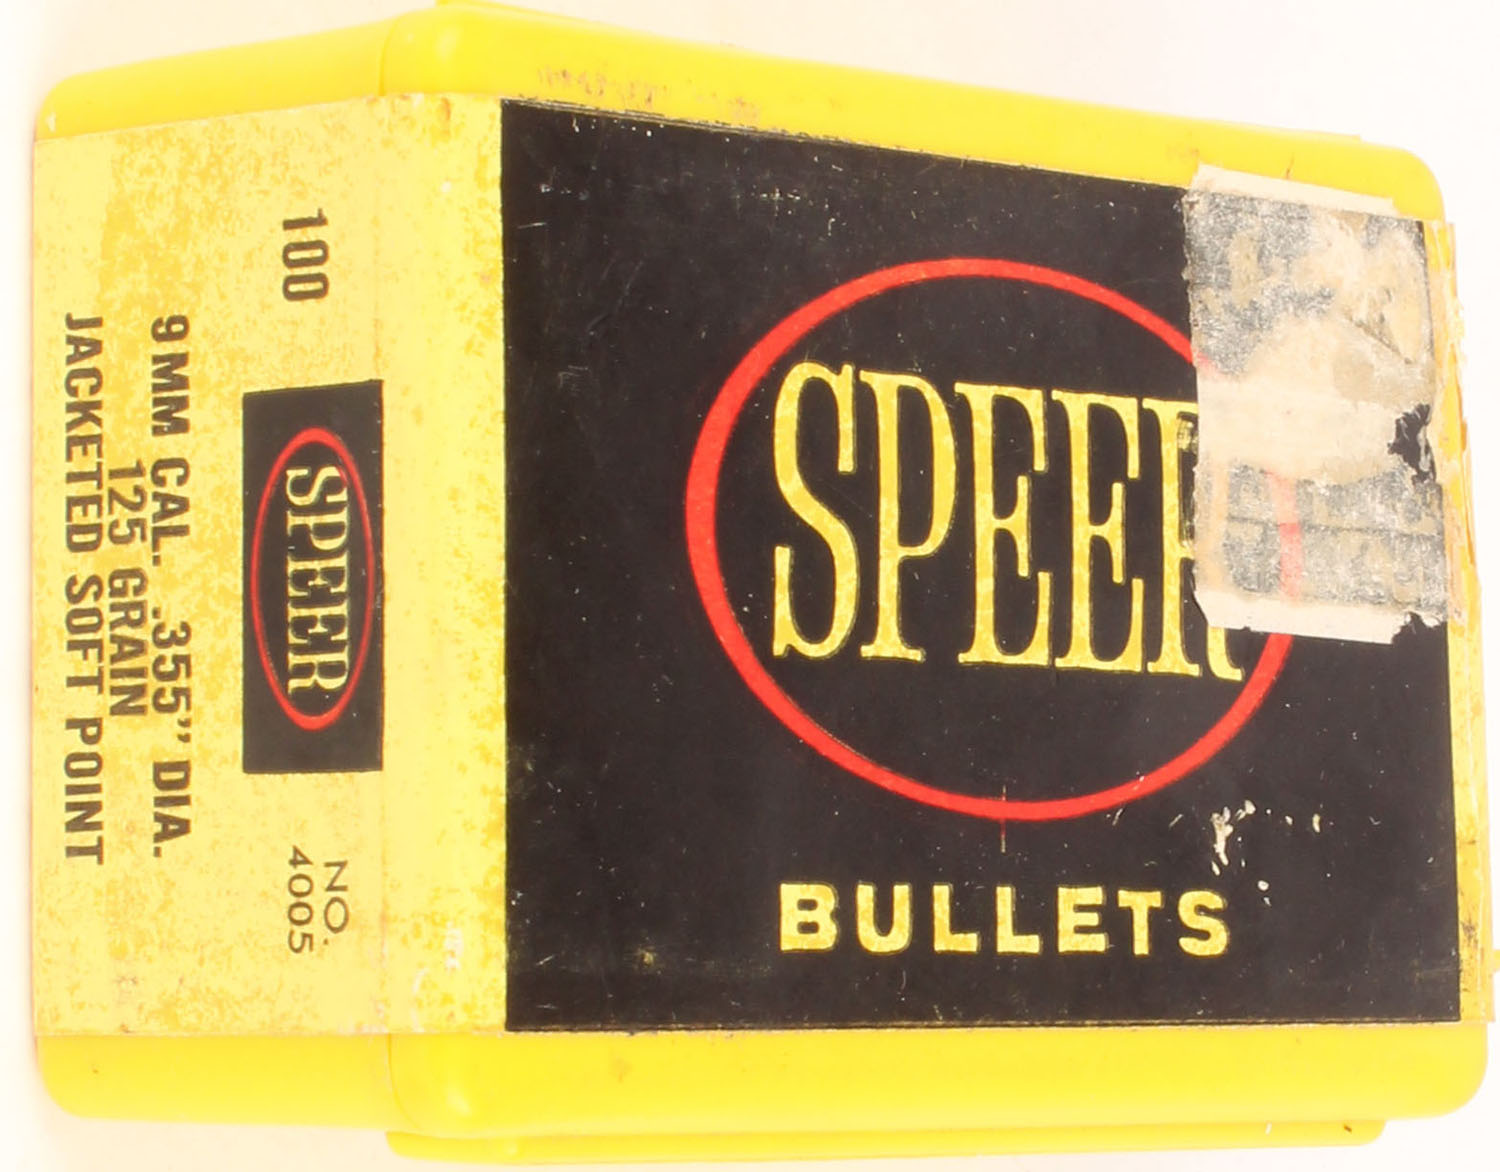 SPEER
BULLETS
100
SPEER
NO.
4005
9 MM CAL. .355” DIA.
125 GRAIN
JACKETED SOFT POINT